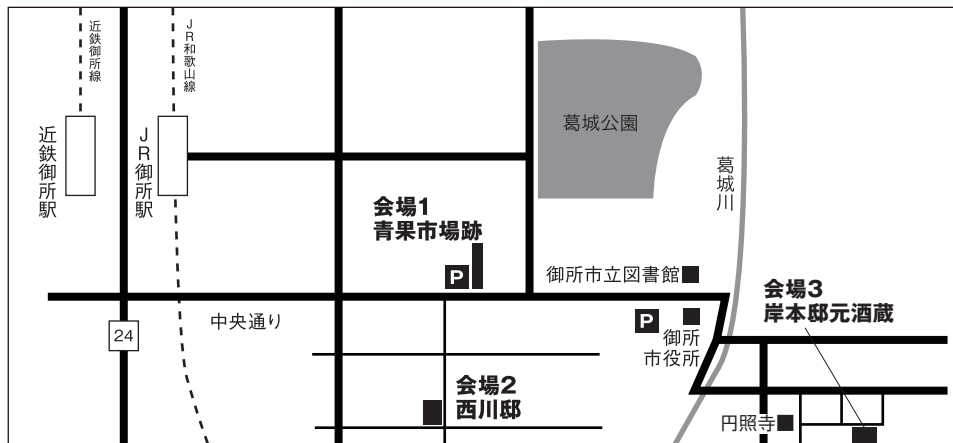 近鉄御所線
JR和歌山線
近鉄御所駅
JR御所駅
葛城公園
葛城川
会場1
青果市場跡
P
御所市立図書館
会場3
岸本邸元酒蔵
中央通り
24
P
御所
市役所
会場2
西川邸
円照寺